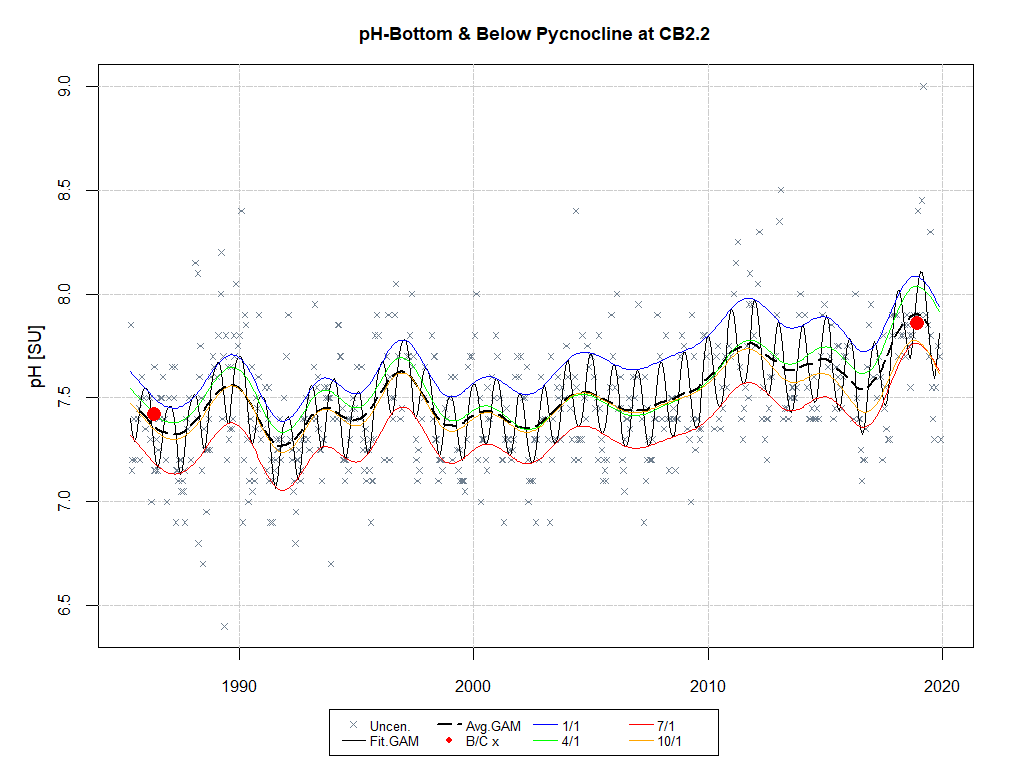 pH-Bottom & Below Pycnocline at CB2.2
pH [SU]
9.0
8.5
8.0
7.5
7.0
6.5
1990 2000 2010 2020
Uncen. Avg.GAM 1/1 7/1
Fit.GAM B/C x 4/1 10/1